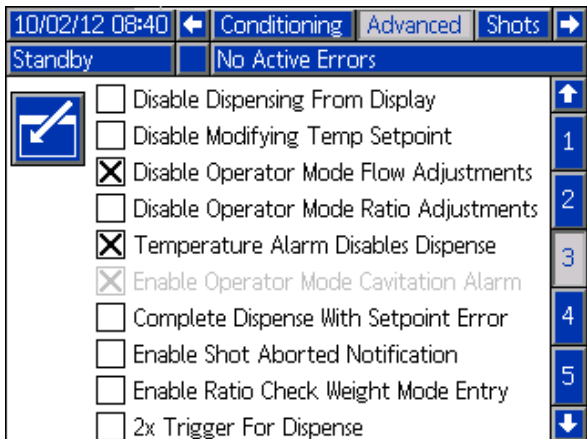 10/02/12 08:40 Conditioning Advanced Shots
Standby No Active Errors
Disable Dispensing From Display
Disable Modifying Temp Setpoint
1
Disable Operator Mode Flow Adjustments
Disable Operator Mode Ratio Adjustments
2
Temperature Alarm Disables Dispense
3
Enable Operator Mode Cavitation Alarm
Complete Dispense With Setpoint Error
4
Enable Shot Aborted Notification
Enable Ratio Check Weight Mode Entry
5
2x Trigger For Dispense